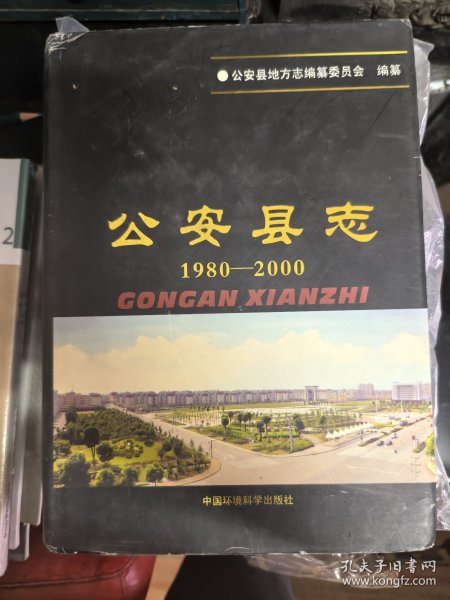 ●公安县地方志编纂委员会 编纂
公安县志
1980—2000
GONGAN XIANZHI
中国环境科学出版社
2
孔夫子旧书网
www.kongfz.com